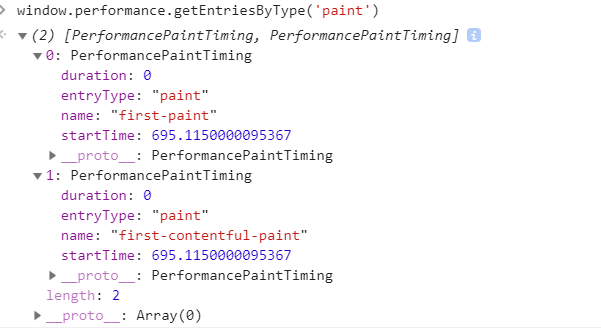 window.performance.getEntriesByType('paint')
(2) [PerformancePaintTiming, PerformancePaintTiming] i
0: PerformancePaintTiming
duration: 0
entryType: "paint"
name: "first-paint"
startTime: 695.1150000095367
__proto__: PerformancePaintTiming
1: PerformancePaintTiming
duration: 0
entryType: "paint"
name: "first-contentful-paint"
startTime: 695.1150000095367
__proto__: PerformancePaintTiming
length: 2
__proto__: Array(0)